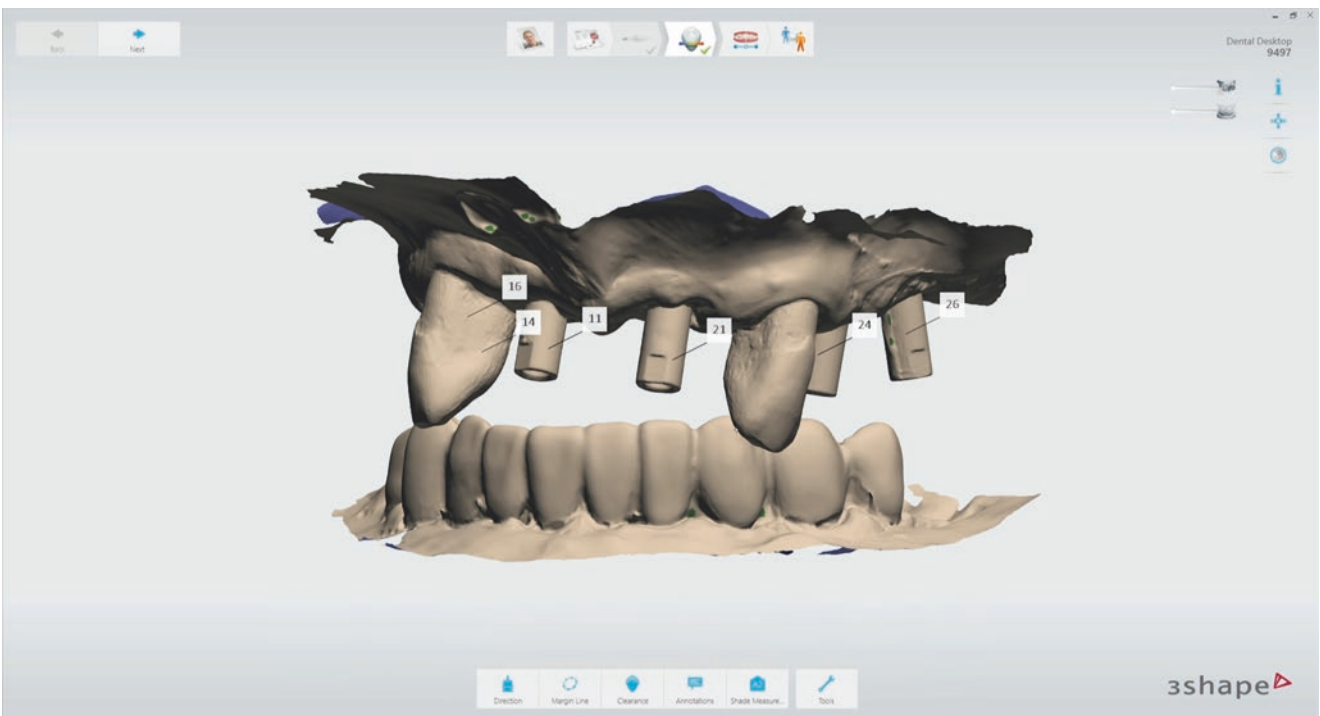 Back
Next
Dental Desktop
9497
16
14
11
21
24
26
Direction
Margin Line
Clearance
Annotations
Shade Measure...
Tools
3shape